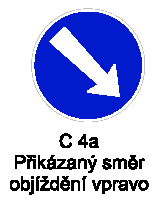 C 4a
Přikázaný směr
objíždění vpravo